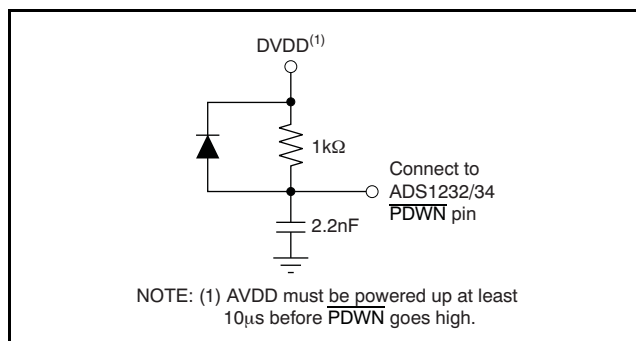 DVDD(1)
1kΩ
Connect to
ADS1232/34
PDWN pin
2.2nF
NOTE: (1) AVDD must be powered up at least
10μs before PDWN goes high.